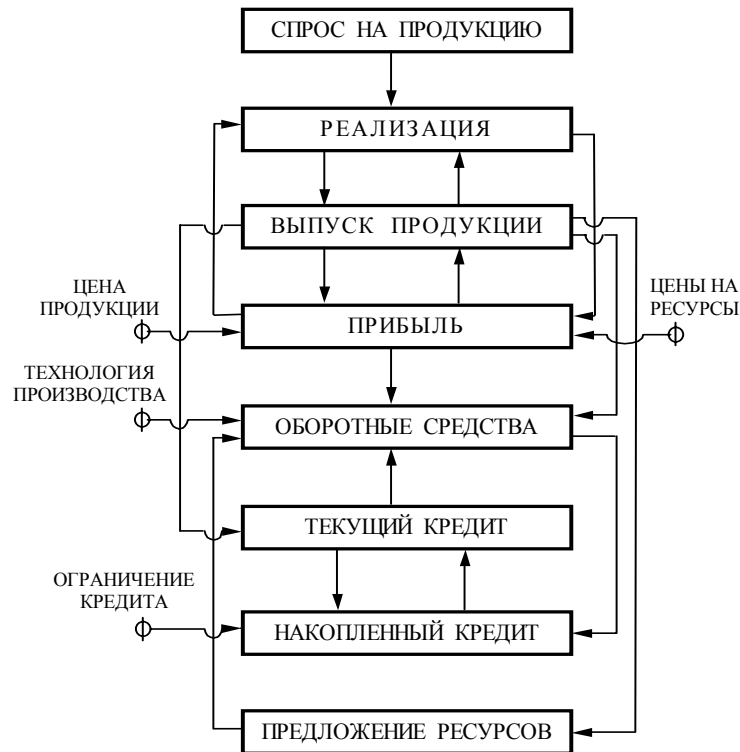 СПРОС НА ПРОДУКЦИЮ
РЕАЛИЗАЦИЯ
ВЫПУСК ПРОДУКЦИИ
ЦЕНА
ПРОДУКЦИИ
ПРИБЫЛЬ
ЦЕНЫ НА
РЕСУРСЫ
ТЕХНОЛОГИЯ
ПРОИЗВОДСТВА
ОБОРОТНЫЕ СРЕДСТВА
ТЕКУЩИЙ КРЕДИТ
ОГРАНИЧЕНИЕ
КРЕДИТА
НАКОПЛЕННЫЙ КРЕДИТ
ПРЕДЛОЖЕНИЕ РЕСУРСОВ